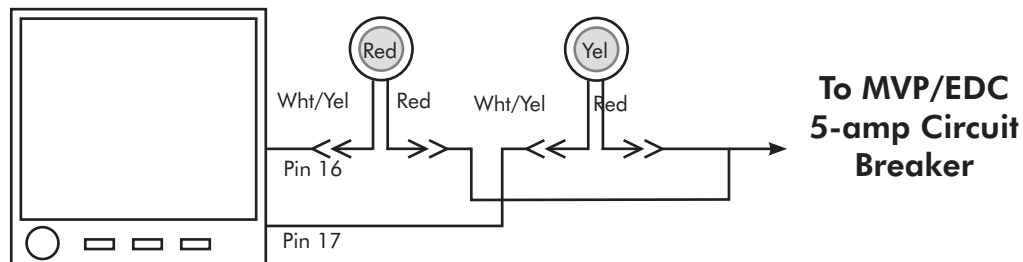 Red
Yel
Wht/Yel
Red
Wht/Yel
Red
Pin 16
Pin 17
To MVP/EDC
5-amp Circuit
Breaker